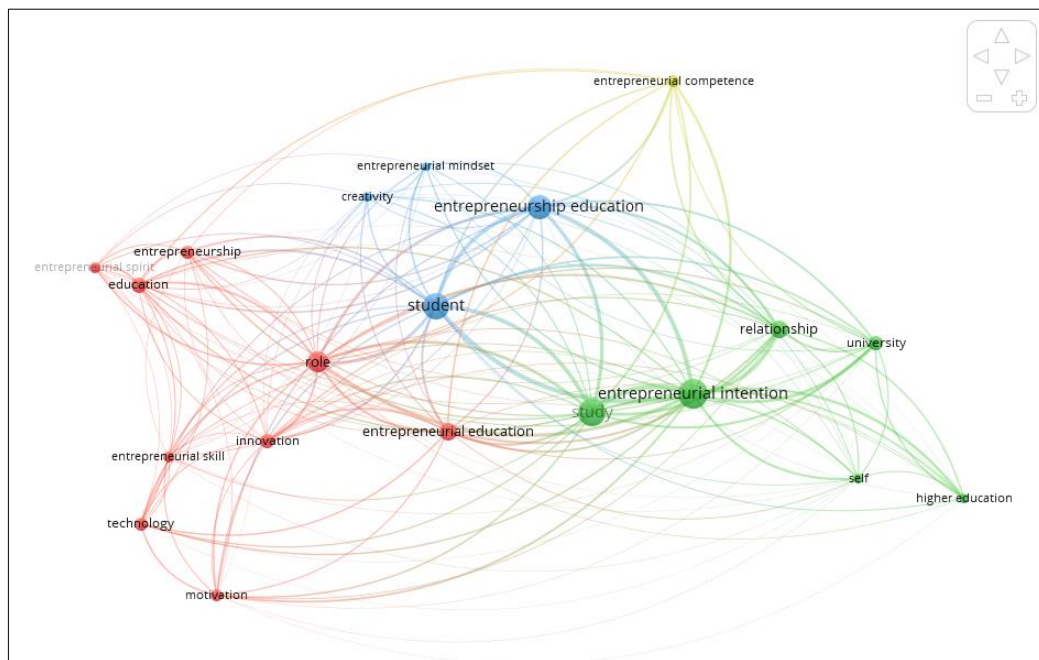 entrepreneurial competence
entrepreneurial mindset
creativity
entrepreneurship education
entrepreneurship
entrepreneurial spirit
education
student
relationship
university
role
entrepreneurial intention
study
entrepreneurial education
innovation
entrepreneurial skill
self
higher education
technology
motivation